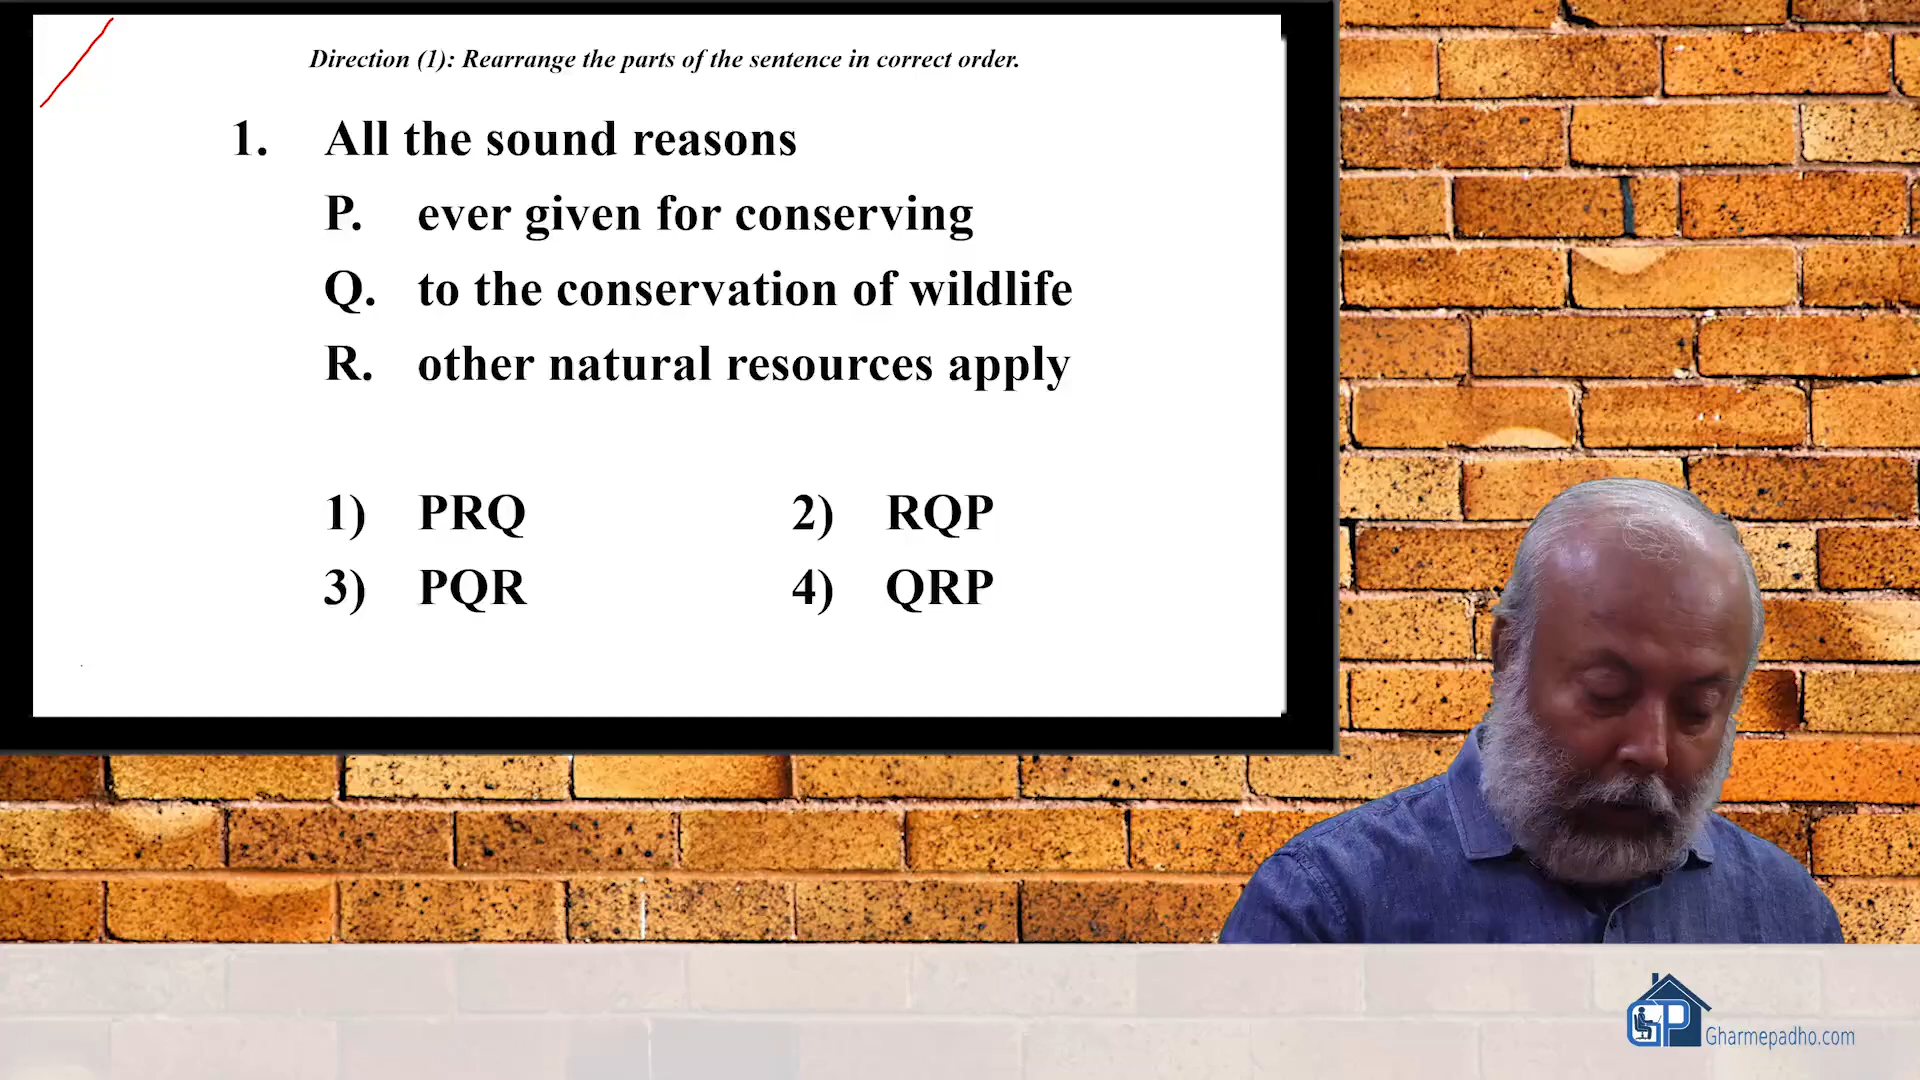 Direction (1): Rearrange the parts of the sentence in correct order.
1. All the sound reasons
P. ever given for conserving
Q. to the conservation of wildlife
R. other natural resources apply
1) PRQ 2) RQP
3) PQR 4) QRP
GP Gharmepadho.com